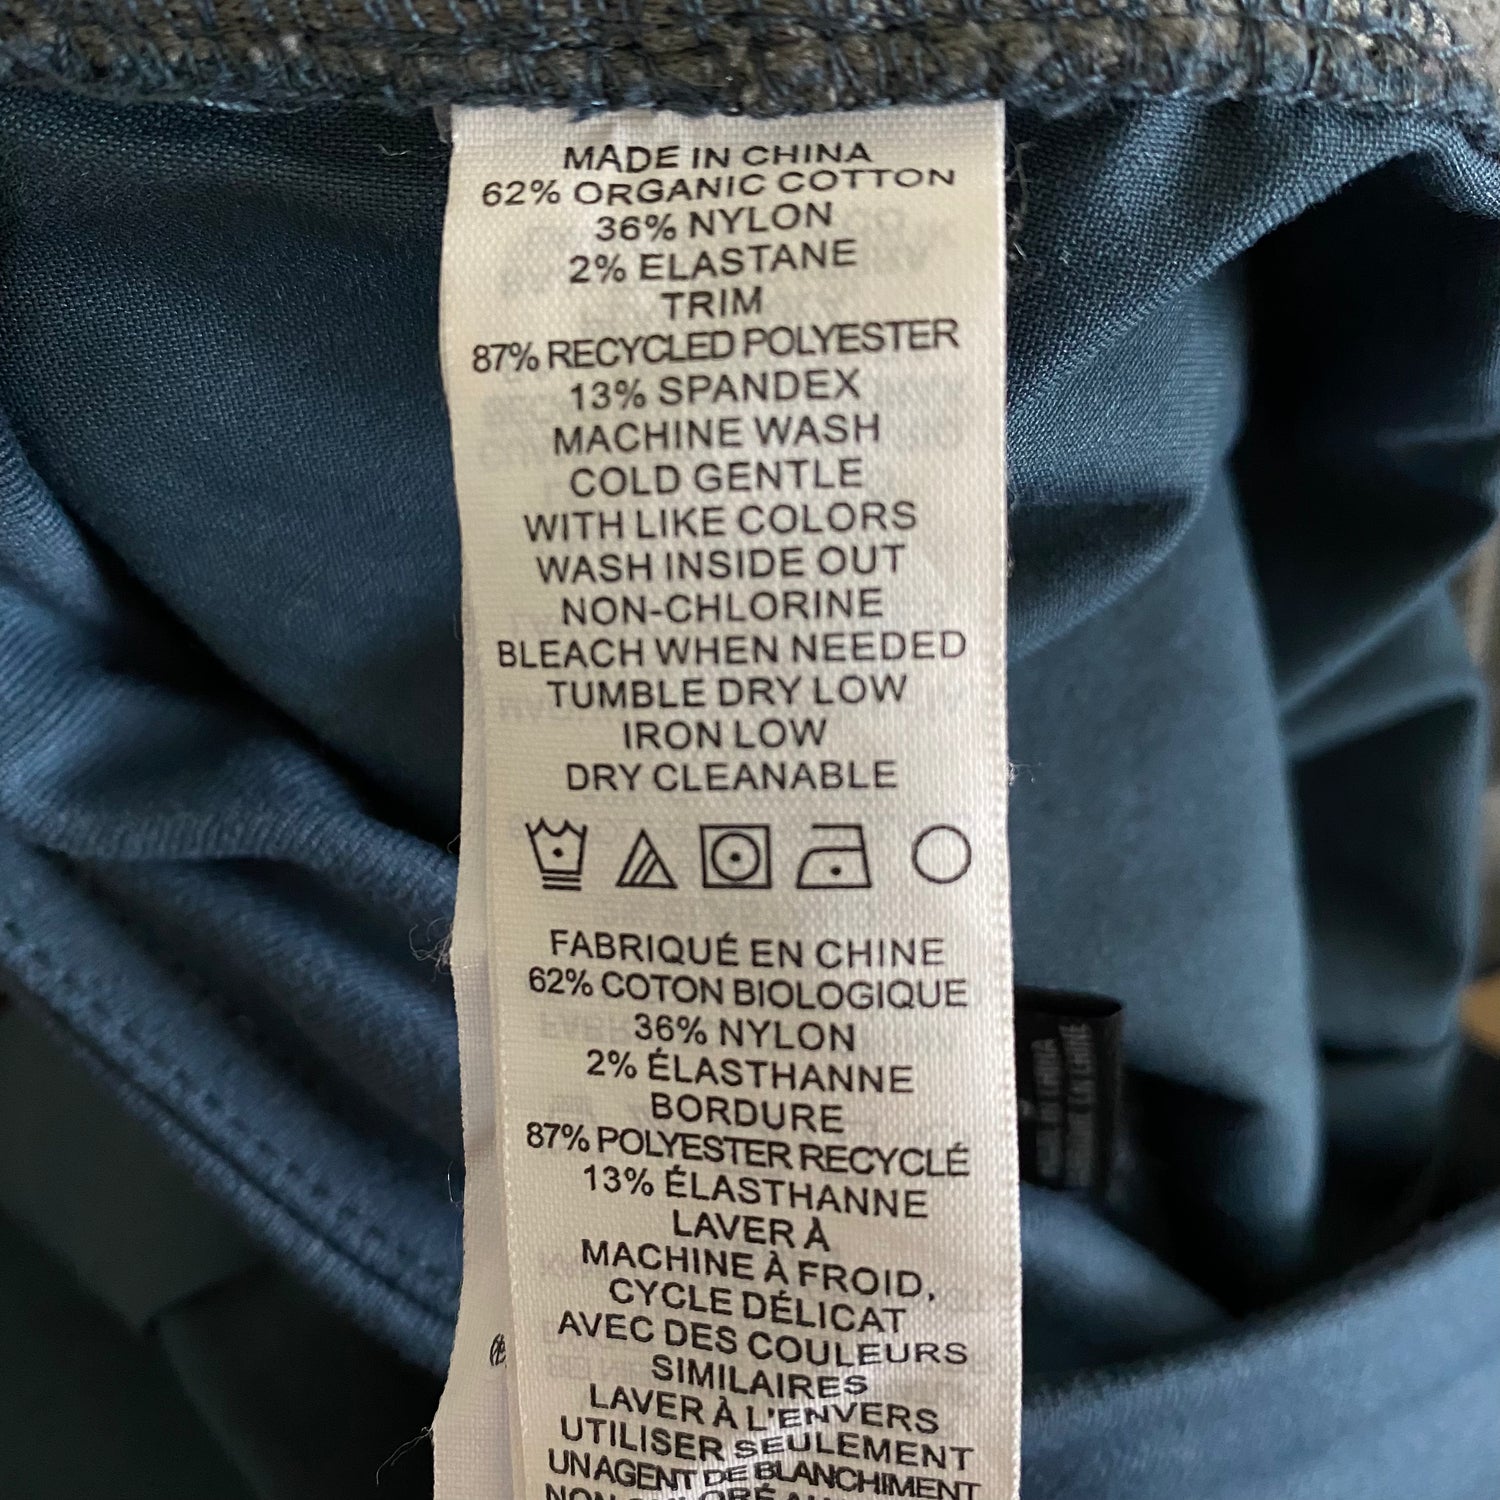 MADE IN CHINA
62% ORGANIC COTTON
36% NYLON
2% ELASTANE
TRIM
87% RECYCLED POLYESTER
13% SPANDEX
MACHINE WASH
COLD GENTLE
WITH LIKE COLORS
WASH INSIDE OUT
NON-CHLORINE
BLEACH WHEN NEEDED
TUMBLE DRY LOW
IRON LOW
DRY CLEANABLE
FABRIQUÉ EN CHINE
62% COTON BIOLOGIQUE
36% NYLON
2% ÉLASTHANNE
BORDURE
87% POLYESTER RECYCLÉ
13% ÉLASTHANNE
LAVER À
MACHINE À FROID,
CYCLE DÉLICAT
AVEC DES COULEURS
SIMILAIRES
LAVER À L'ENVERS
UTILISER SEULEMENT
UN AGENT DE BLANCHIMENT